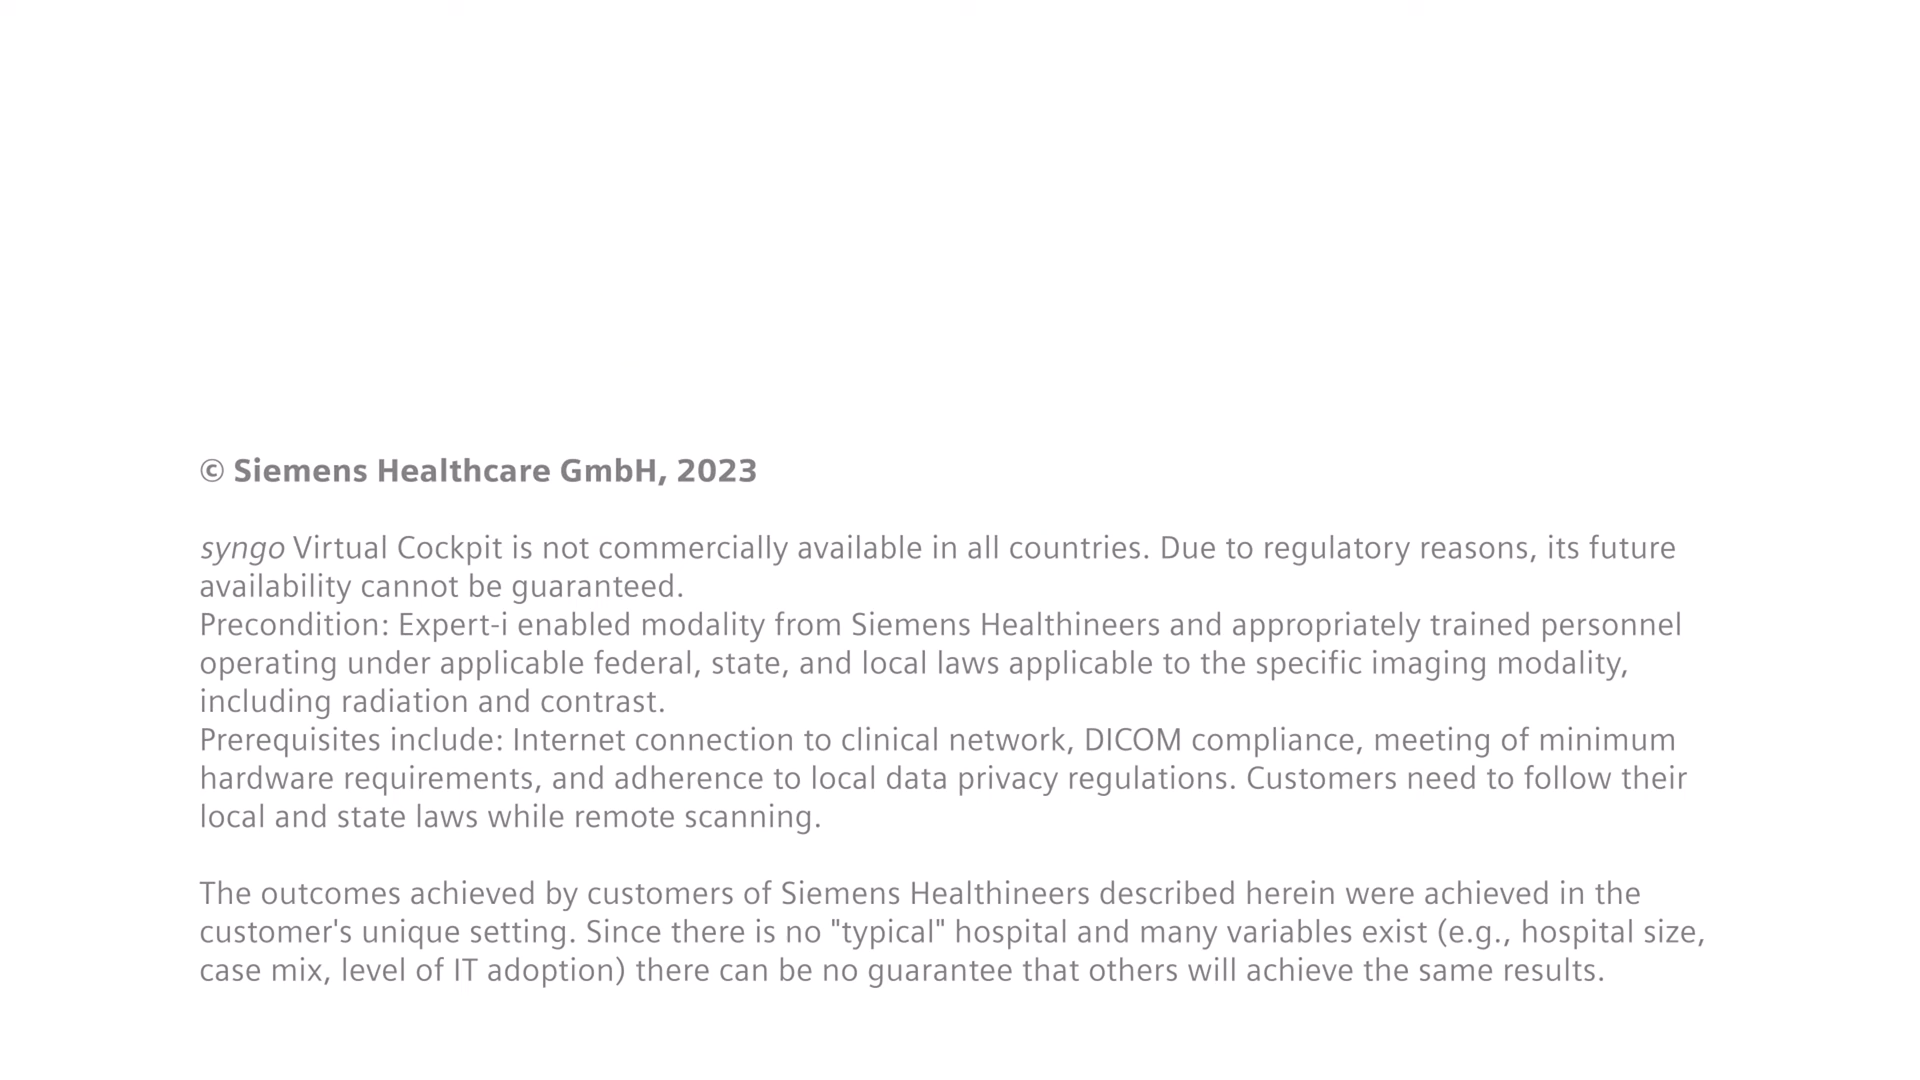 © Siemens Healthcare GmbH, 2023
syngo Virtual Cockpit is not commercially available in all countries. Due to regulatory reasons, its future
availability cannot be guaranteed.
Precondition: Expert-i enabled modality from Siemens Healthineers and appropriately trained personnel
operating under applicable federal, state, and local laws applicable to the specific imaging modality,
including radiation and contrast.
Prerequisites include: Internet connection to clinical network, DICOM compliance, meeting of minimum
hardware requirements, and adherence to local data privacy regulations. Customers need to follow their
local and state laws while remote scanning.
The outcomes achieved by customers of Siemens Healthineers described herein were achieved in the
customer's unique setting. Since there is no "typical" hospital and many variables exist (e.g., hospital size,
case mix, level of IT adoption) there can be no guarantee that others will achieve the same results.